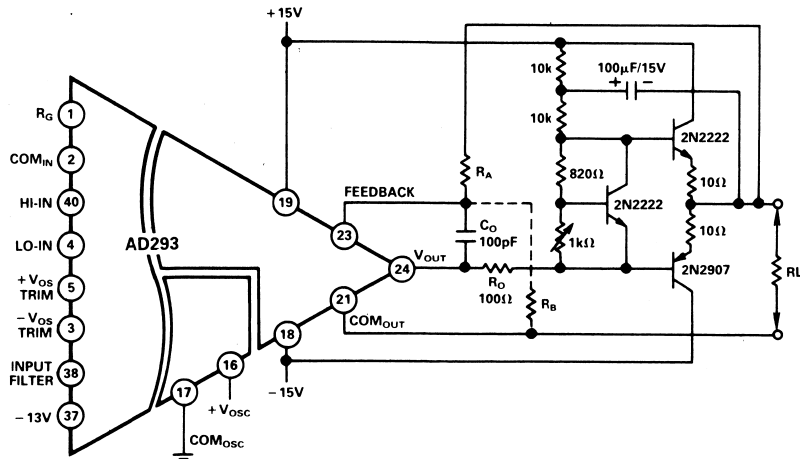 +15V
10k
100µF/15V
+ −
10k
2N2222
RG
1
COMIN
2
HI-IN
40
LO-IN
4
+VOS
TRIM
5
−VOS
TRIM
3
INPUT
FILTER
38
−13V
37
AD293
19
FEEDBACK
23
RA
820Ω
2N2222
10Ω
CO
100pF
VOUT
24
1kΩ
10Ω
RO
100Ω
2N2907
RL
21
COMOUT
RB
18
16
−15V
17
+VOSC
COMOSC